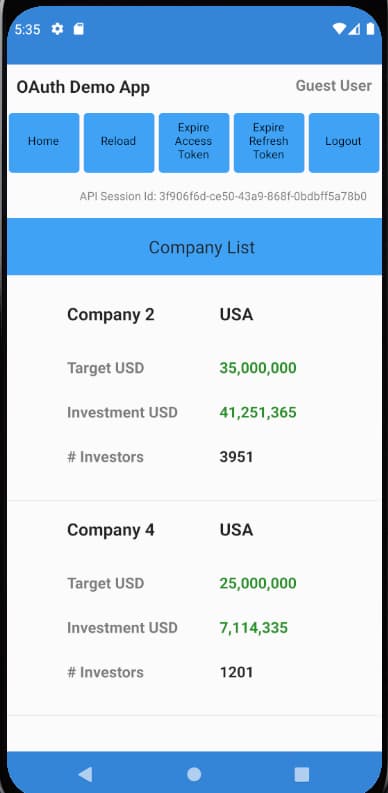 5:35
OAuth Demo App
Guest User
Home
Reload
Expire
Access
Token
Expire
Refresh
Token
Logout
API Session Id: 3f906f6d-ce50-43a9-868f-0bdbff5a78b0
Company List
Company 2 USA
Target USD 35,000,000
Investment USD 41,251,365
# Investors 3951
Company 4 USA
Target USD 25,000,000
Investment USD 7,114,335
# Investors 1201